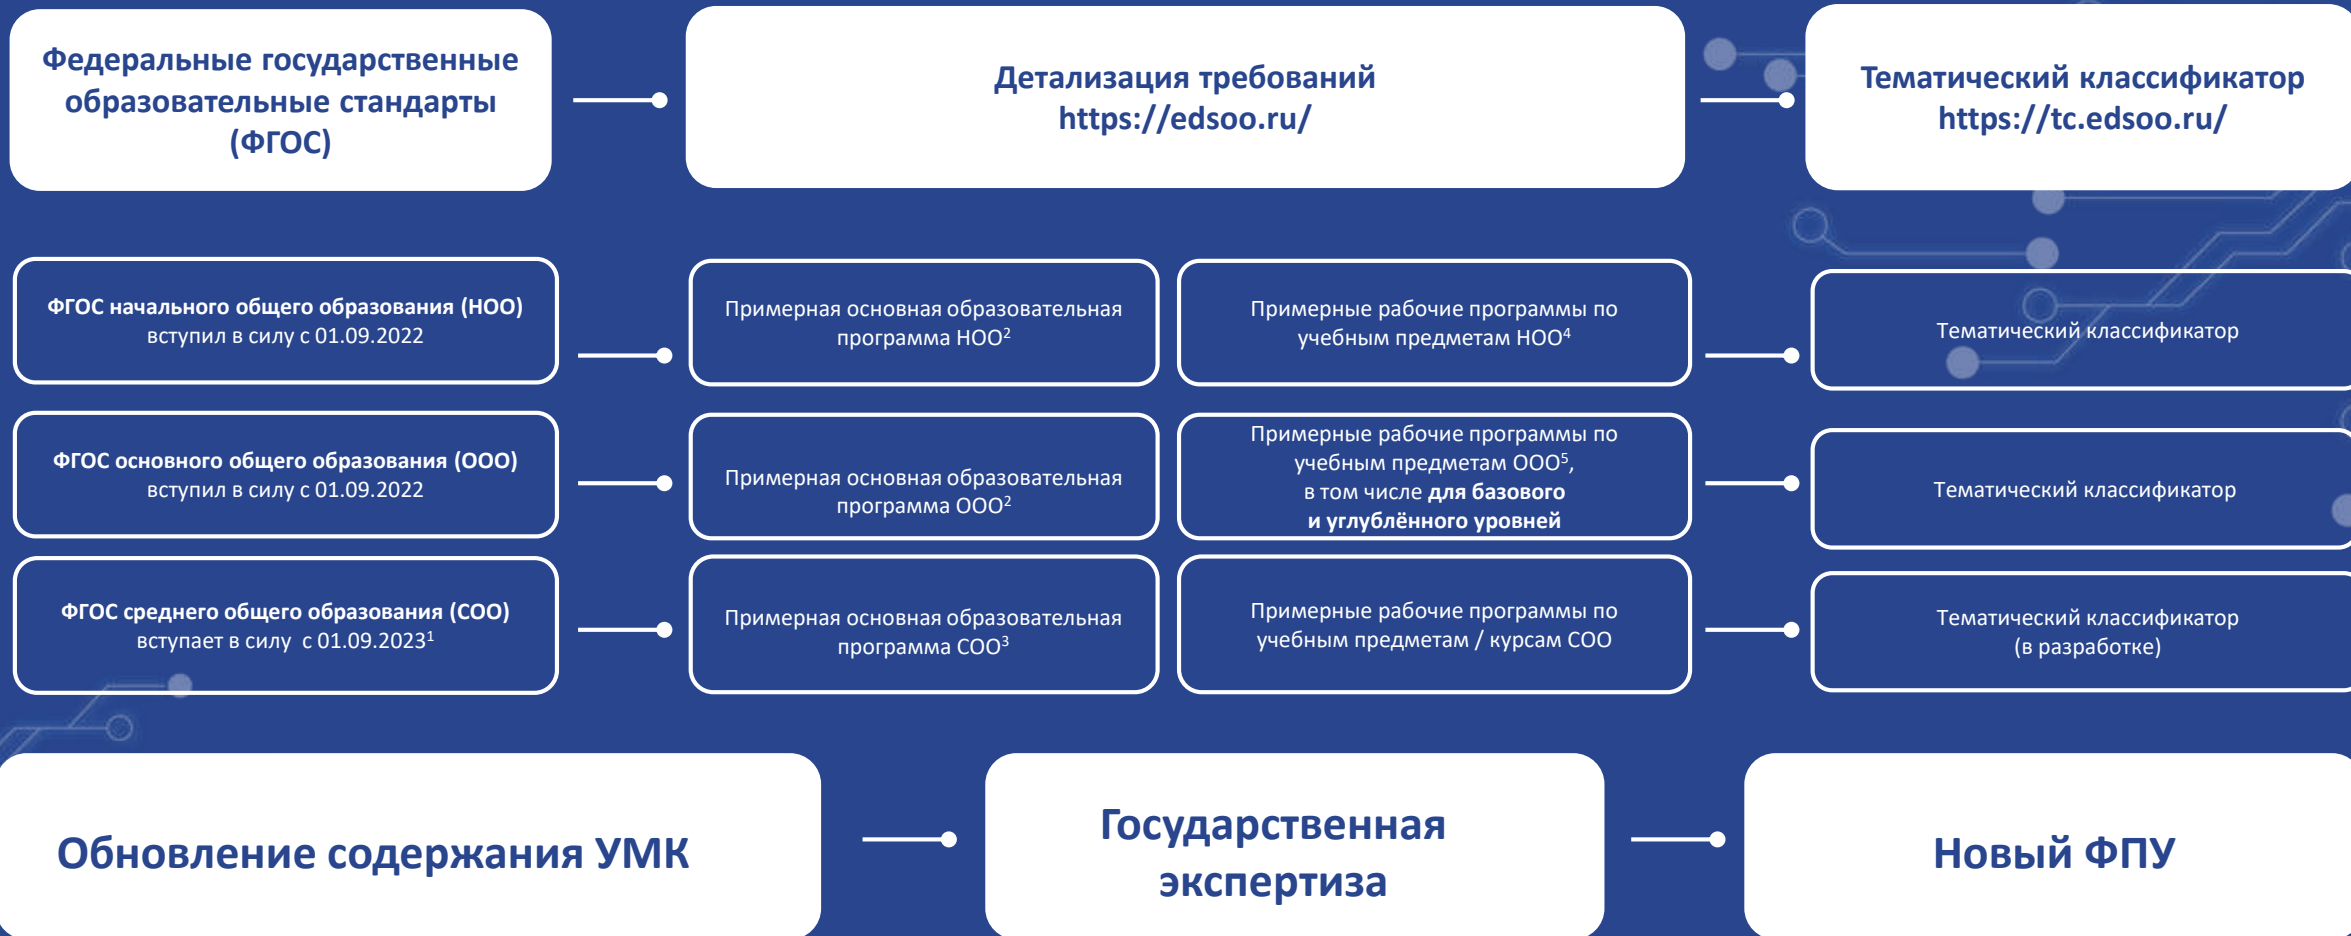 Федеральные государственные
образовательные стандарты
(ФГОС)
Детализация требований
https://edsoo.ru/
Тематический классификатор
https://tc.edsoo.ru/
ФГОС начального общего образования (НОО)
вступил в силу с 01.09.2022
Примерная основная образовательная
программа НОО²
Примерные рабочие программы по
учебным предметам НОО⁴
Тематический классификатор
ФГОС основного общего образования (ООО)
вступил в силу с 01.09.2022
Примерная основная образовательная
программа ООО²
Примерные рабочие программы по
учебным предметам ООО⁵,
в том числе для базового
и углублённого уровней
Тематический классификатор
ФГОС среднего общего образования (СОО)
вступает в силу с 01.09.2023¹
Примерная основная образовательная
программа СОО³
Примерные рабочие программы по
учебным предметам / курсам СОО
Тематический классификатор
(в разработке)
Обновление содержания УМК
Государственная
экспертиза
Новый ФПУ